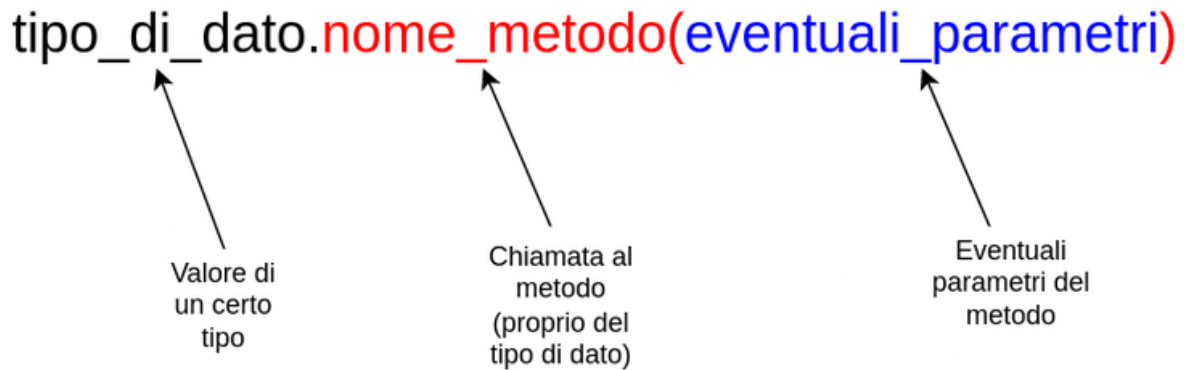 tipo_di_dato.nome_metodo(eventuali_parametri)
Valore di
un certo
tipo
Chiamata al
metodo
(proprio del
tipo di dato)
Eventuali
parametri del
metodo